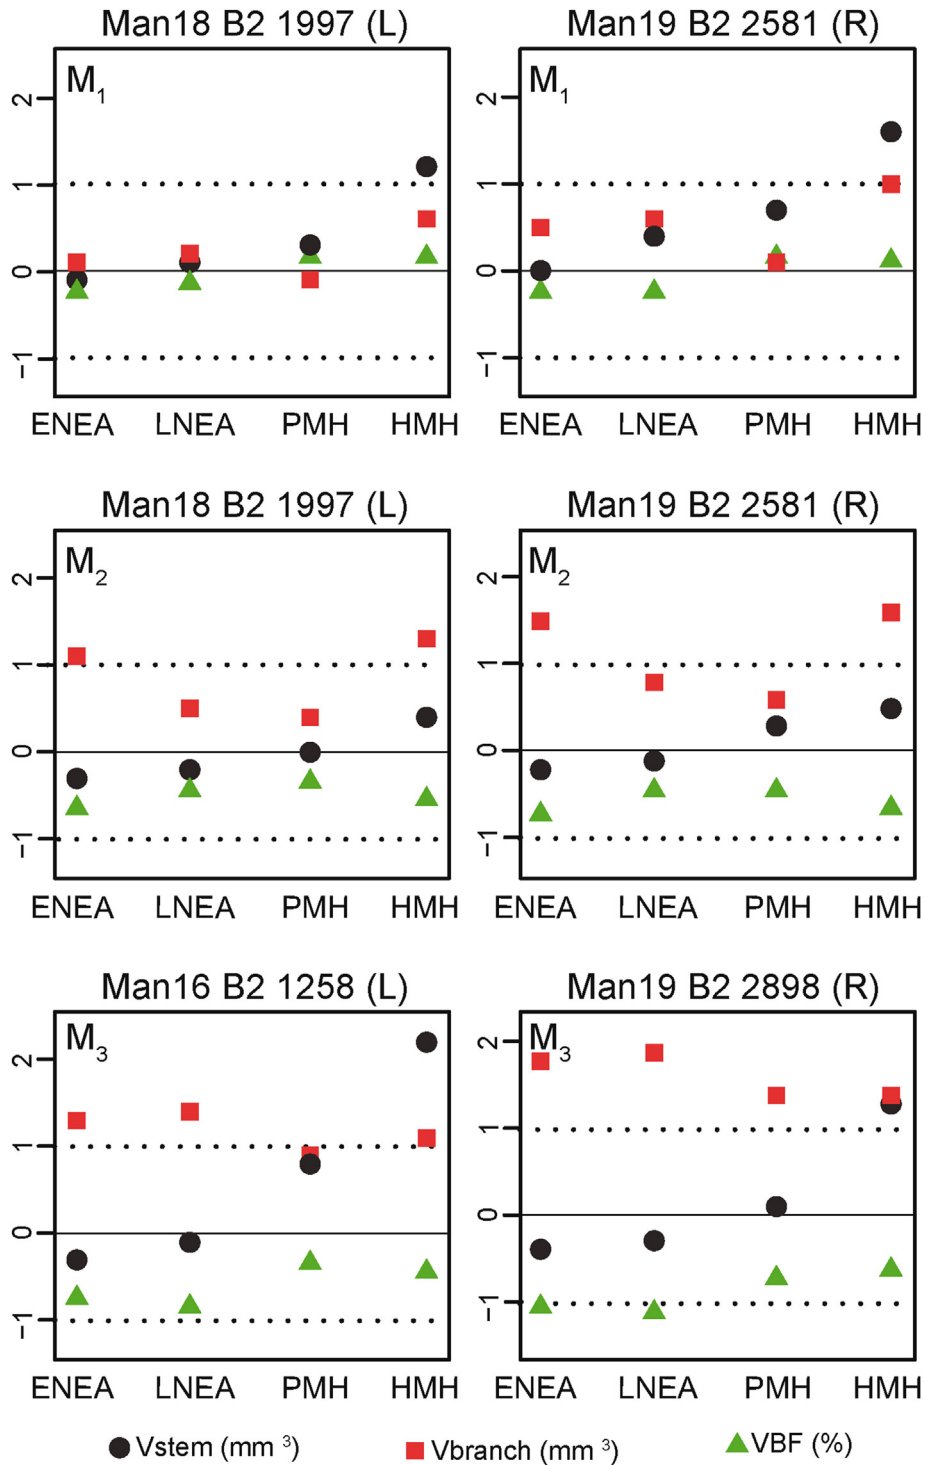 Man18 B2 1997 (L) Man19 B2 2581 (R)
M1 M1
2 2
1 1
0 0
−1 −1
ENEA LNEA PMH HMH ENEA LNEA PMH HMH
Man18 B2 1997 (L) Man19 B2 2581 (R)
M2 M2
2 2
1 1
0 0
−1 −1
ENEA LNEA PMH HMH ENEA LNEA PMH HMH
Man16 B2 1258 (L) Man19 B2 2898 (R)
M3 M3
2 2
1 1
0 0
−1 −1
ENEA LNEA PMH HMH ENEA LNEA PMH HMH
Vstem (mm 3) Vbranch (mm 3) VBF (%)